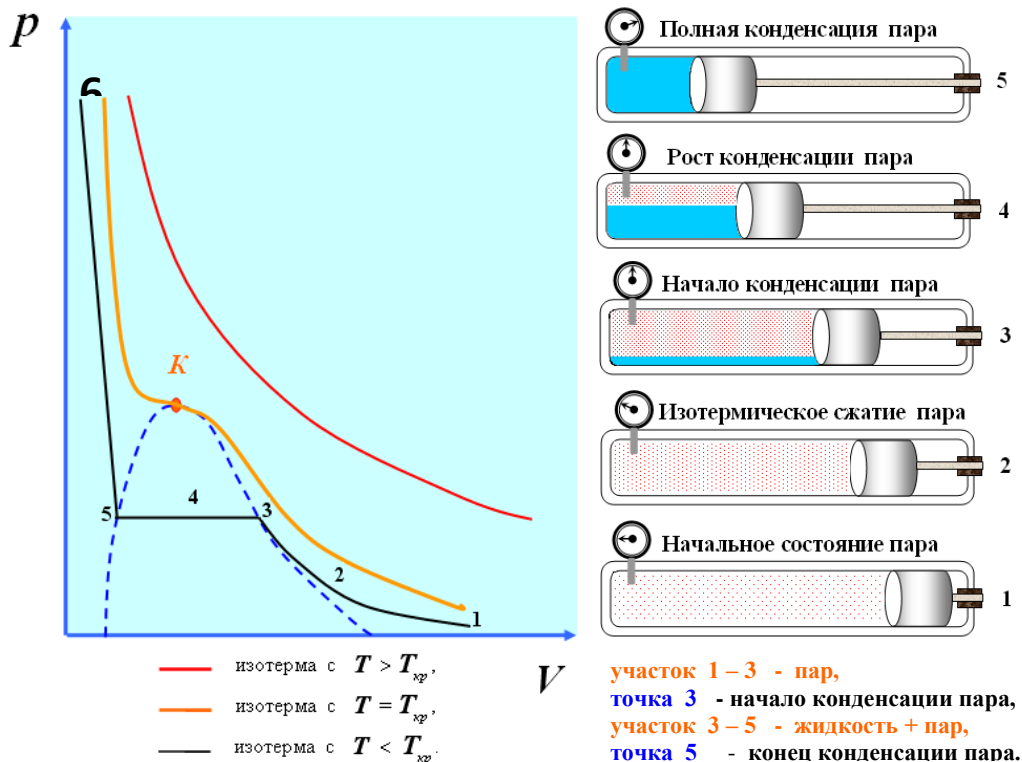 p
6
К
4
5
3
2
1
V
изотерма с T > Tкр,
изотерма с T = Tкр,
изотерма с T < Tкр.
Полная конденсация пара
5
Рост конденсации пара
4
Начало конденсации пара
3
Изотермическое сжатие пара
2
Начальное состояние пара
1
участок 1 – 3 - пар,
точка 3 - начало конденсации пара,
участок 3 – 5 - жидкость + пар,
точка 5 - конец конденсации пара.